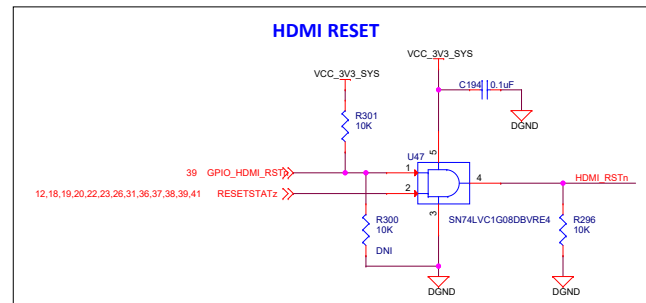 HDMI RESET
VCC_3V3_SYS
VCC_3V3_SYS
C194 0.1uF
R301
10K
DGND
U47
5
39 GPIO_HDMI_RSTn
1
4
HDMI_RSTn
12,18,19,20,22,23,26,31,36,37,38,39,41 RESETSTATz
2
3
SN74LVC1G08DBVRE4
R300
10K
R296
10K
DNI
DGND
DGND